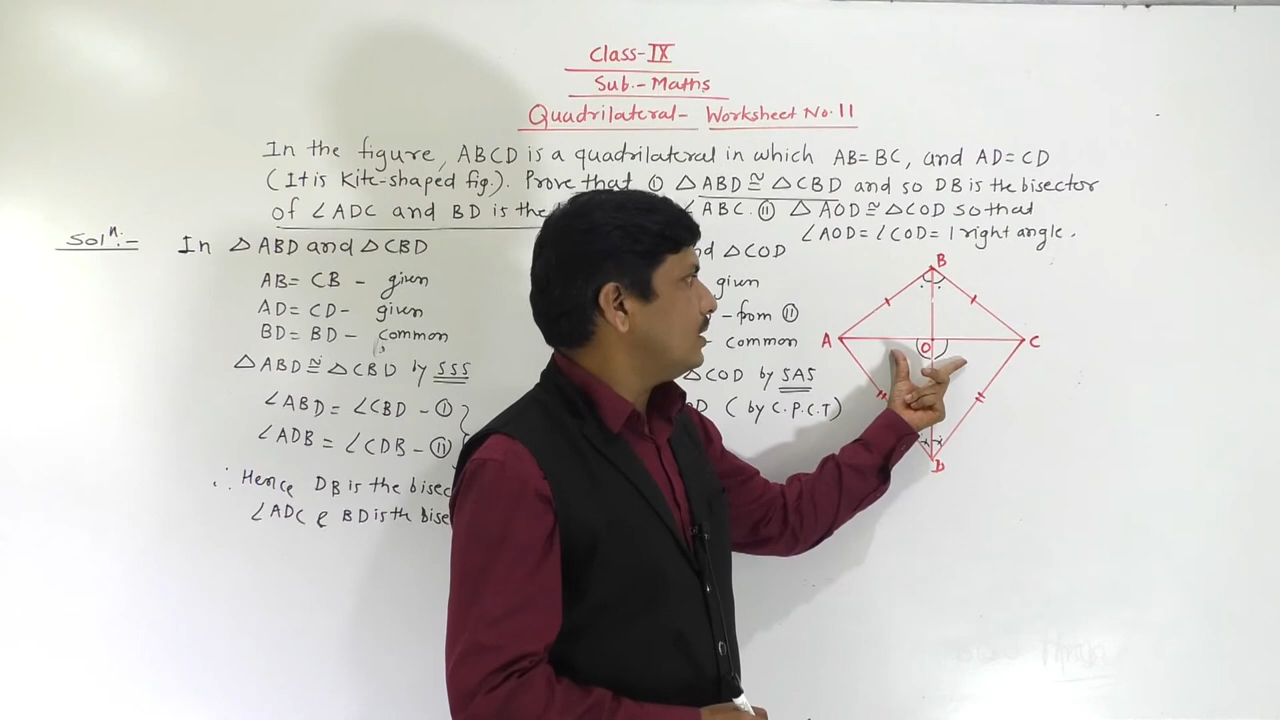 Class-IX
Sub.- Maths
Quadrilateral- Worksheet No. 11
In the figure, ABCD is a quadrilateral in which AB=BC, and AD=CD
(It is Kite-shaped fig.). Prove that ① △ABD≅△CBD and so DB is the bisector
of ∠ADC and BD is the ∠ABC. ⑪ △AOD≅△COD so that
∠AOD=∠COD=1 right angle.
Solⁿ:- In △ABD and △CBD
AB= CB - given
AD= CD- given
BD= BD- common
△ABD≅△CBD by SSS
∠ABD=∠CBD-①
∠ADB=∠CDB-⑪
∴ Hence DB is the
∠ADC & BD is th
△COD
given
-from ⑪
- common
△COD by SAS
(by C.P.C.T)
B
A
O
C
D